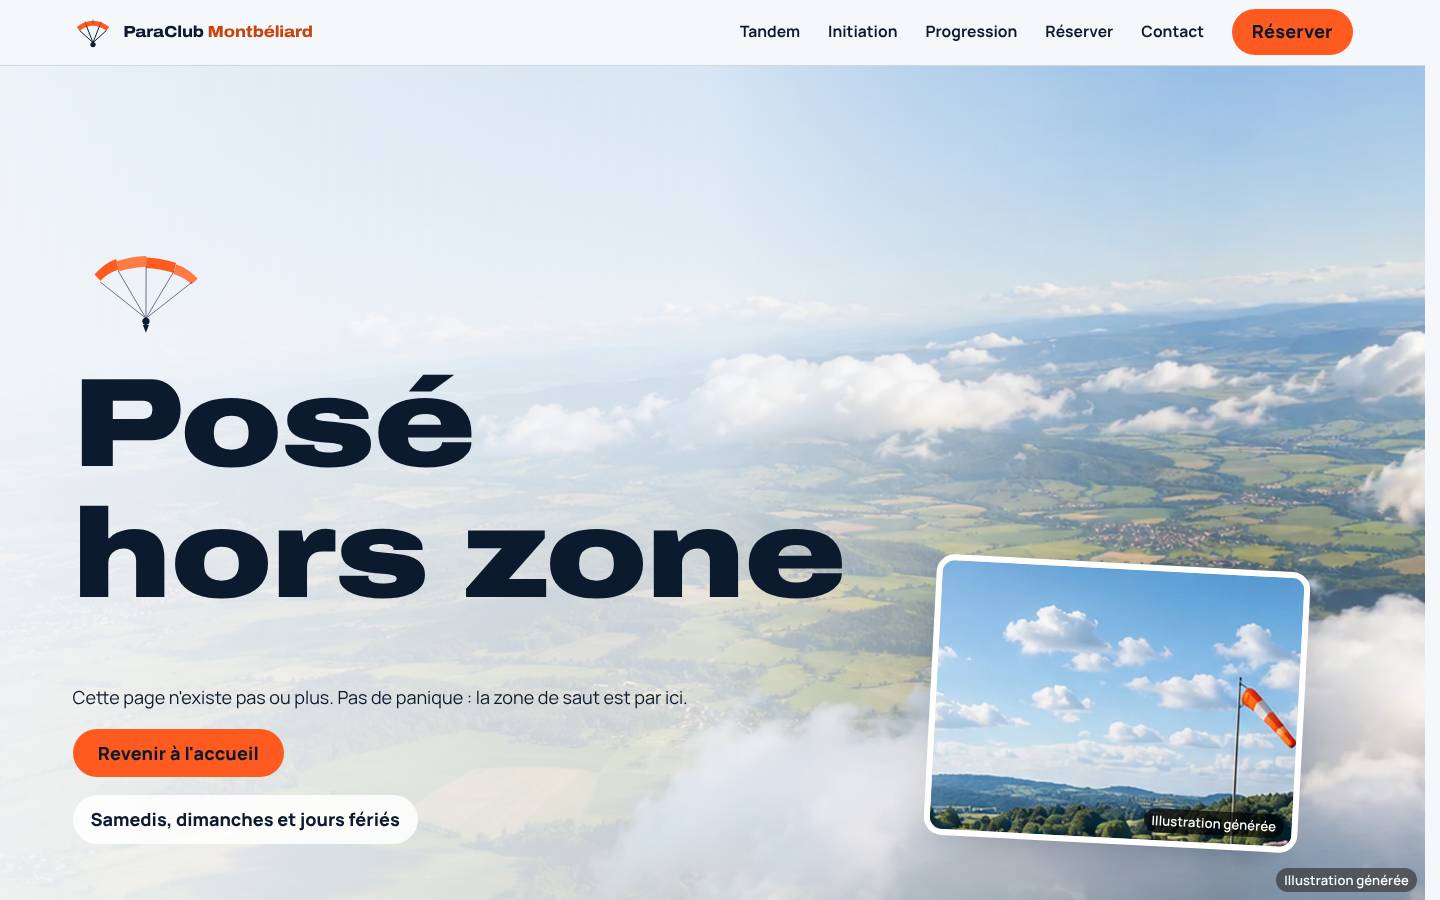 ParaClub Montbéliard
Tandem
Initiation
Progression
Réserver
Contact
Réserver
Posé
hors zone
Cette page n'existe pas ou plus. Pas de panique : la zone de saut est par ici.
Revenir à l'accueil
Samedis, dimanches et jours fériés
Illustration générée
Illustration générée